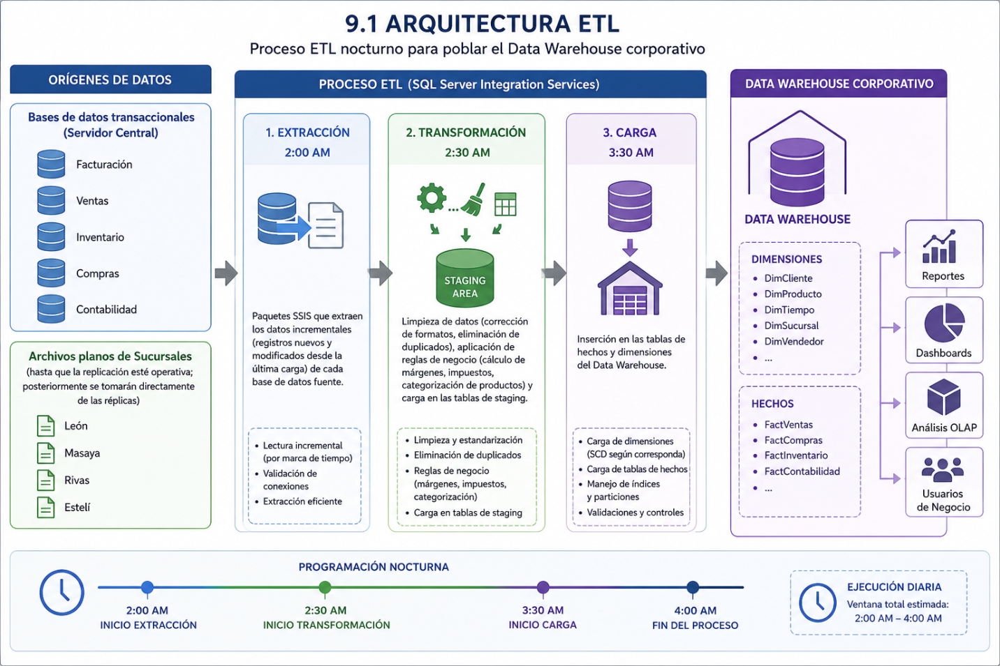 9.1 ARQUITECTURA ETL
Proceso ETL nocturno para poblar el Data Warehouse corporativo
ORÍGENES DE DATOS
Bases de datos transaccionales
(Servidor Central)
Facturación
Ventas
Inventario
Compras
Contabilidad
Archivos planos de Sucursales
(hasta que la replicación esté operativa;
posteriormente se tomarán directamente
de las réplicas)
León
Masaya
Rivas
Estelí
PROCESO ETL (SQL Server Integration Services)
1. EXTRACCIÓN
2:00 AM
Paquetes SSIS que extraen
los datos incrementales
(registros nuevos y
modificados desde la
última carga) de cada
base de datos fuente.
• Lectura incremental
(por marca de tiempo)
• Validación de
conexiones
• Extracción eficiente
2. TRANSFORMACIÓN
2:30 AM
...
STAGING
AREA
Limpieza de datos (corrección
de formatos, eliminación de
duplicados), aplicación de
reglas de negocio (cálculo de
márgenes, impuestos,
categorización de productos) y
carga en las tablas de staging.
• Limpieza y estandarización
• Eliminación de duplicados
• Reglas de negocio
(márgenes, impuestos,
categorización)
• Carga en tablas de staging
3. CARGA
3:30 AM
Inserción en las tablas de
hechos y dimensiones
del Data Warehouse.
• Carga de dimensiones
(SCD según corresponda)
• Carga de tablas de hechos
• Manejo de índices
y particiones
• Validaciones y controles
DATA WAREHOUSE CORPORATIVO
DATA WAREHOUSE
DIMENSIONES
• DimCliente
• DimProducto
• DimTiempo
• DimSucursal
• DimVendedor
• ...
HECHOS
• FactVentas
• FactCompras
• FactInventario
• FactContabilidad
• ...
Reportes
Dashboards
Análisis OLAP
Usuarios
de Negocio
PROGRAMACIÓN NOCTURNA
2:00 AM
INICIO EXTRACCIÓN
2:30 AM
INICIO TRANSFORMACIÓN
3:30 AM
INICIO CARGA
4:00 AM
FIN DEL PROCESO
EJECUCIÓN DIARIA
Ventana total estimada:
2:00 AM – 4:00 AM